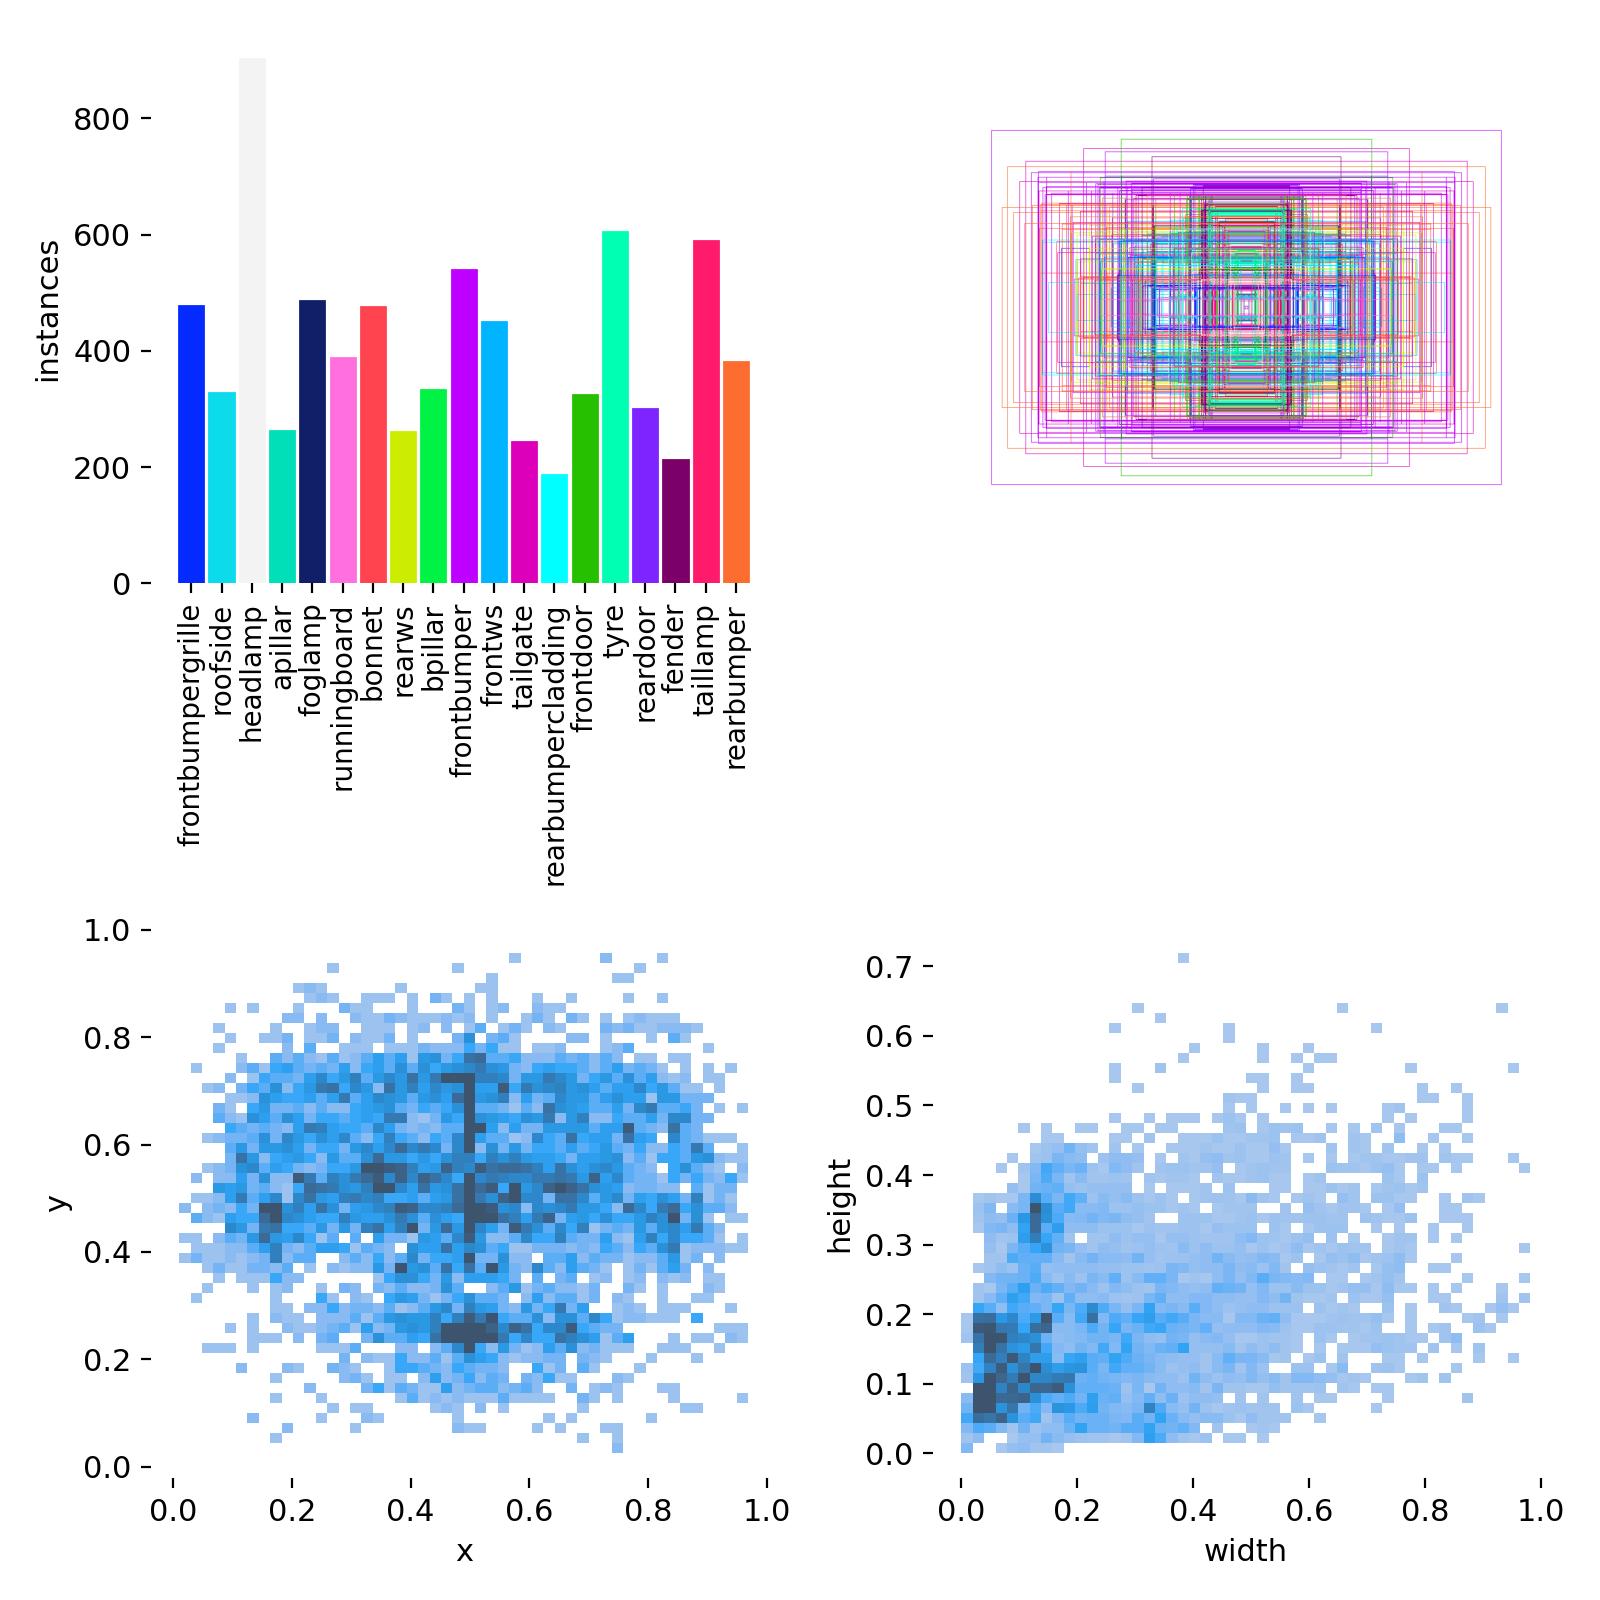 instances
800
600
400
200
0
frontbumpergrille
roofside
headlamp
apillar
foglamp
runningboard
bonnet
rearws
bpillar
frontbumper
frontws
tailgate
rearbumpercladding
frontdoor
tyre
reardoor
fender
taillamp
rearbumper
y
1.0
0.8
0.6
0.4
0.2
0.0
0.0 0.2 0.4 0.6 0.8 1.0
x
height
0.7
0.6
0.5
0.4
0.3
0.2
0.1
0.0
0.0 0.2 0.4 0.6 0.8 1.0
width